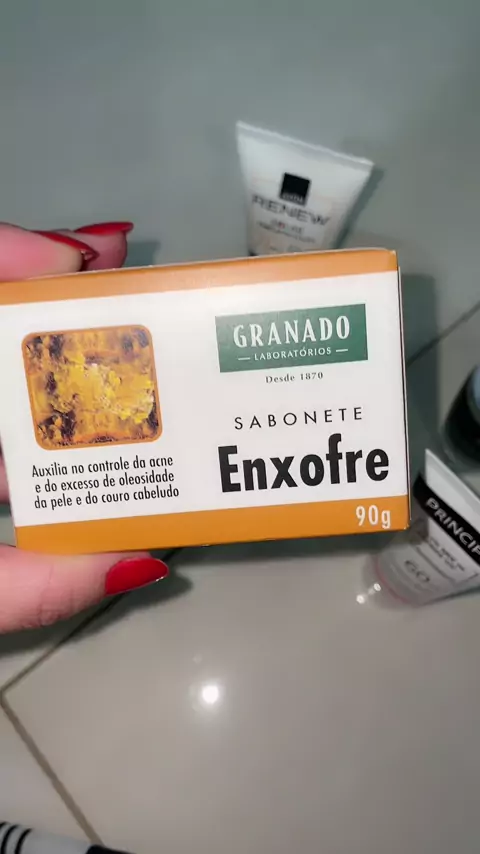 RENEW
GRANADO
LABORATÓRIOS
Desde 1870
SABONETE
Enxofre
Auxilia no controle da acne
e do excesso de oleosidade
da pele e do couro cabeludo
90g
PRINCIP
60